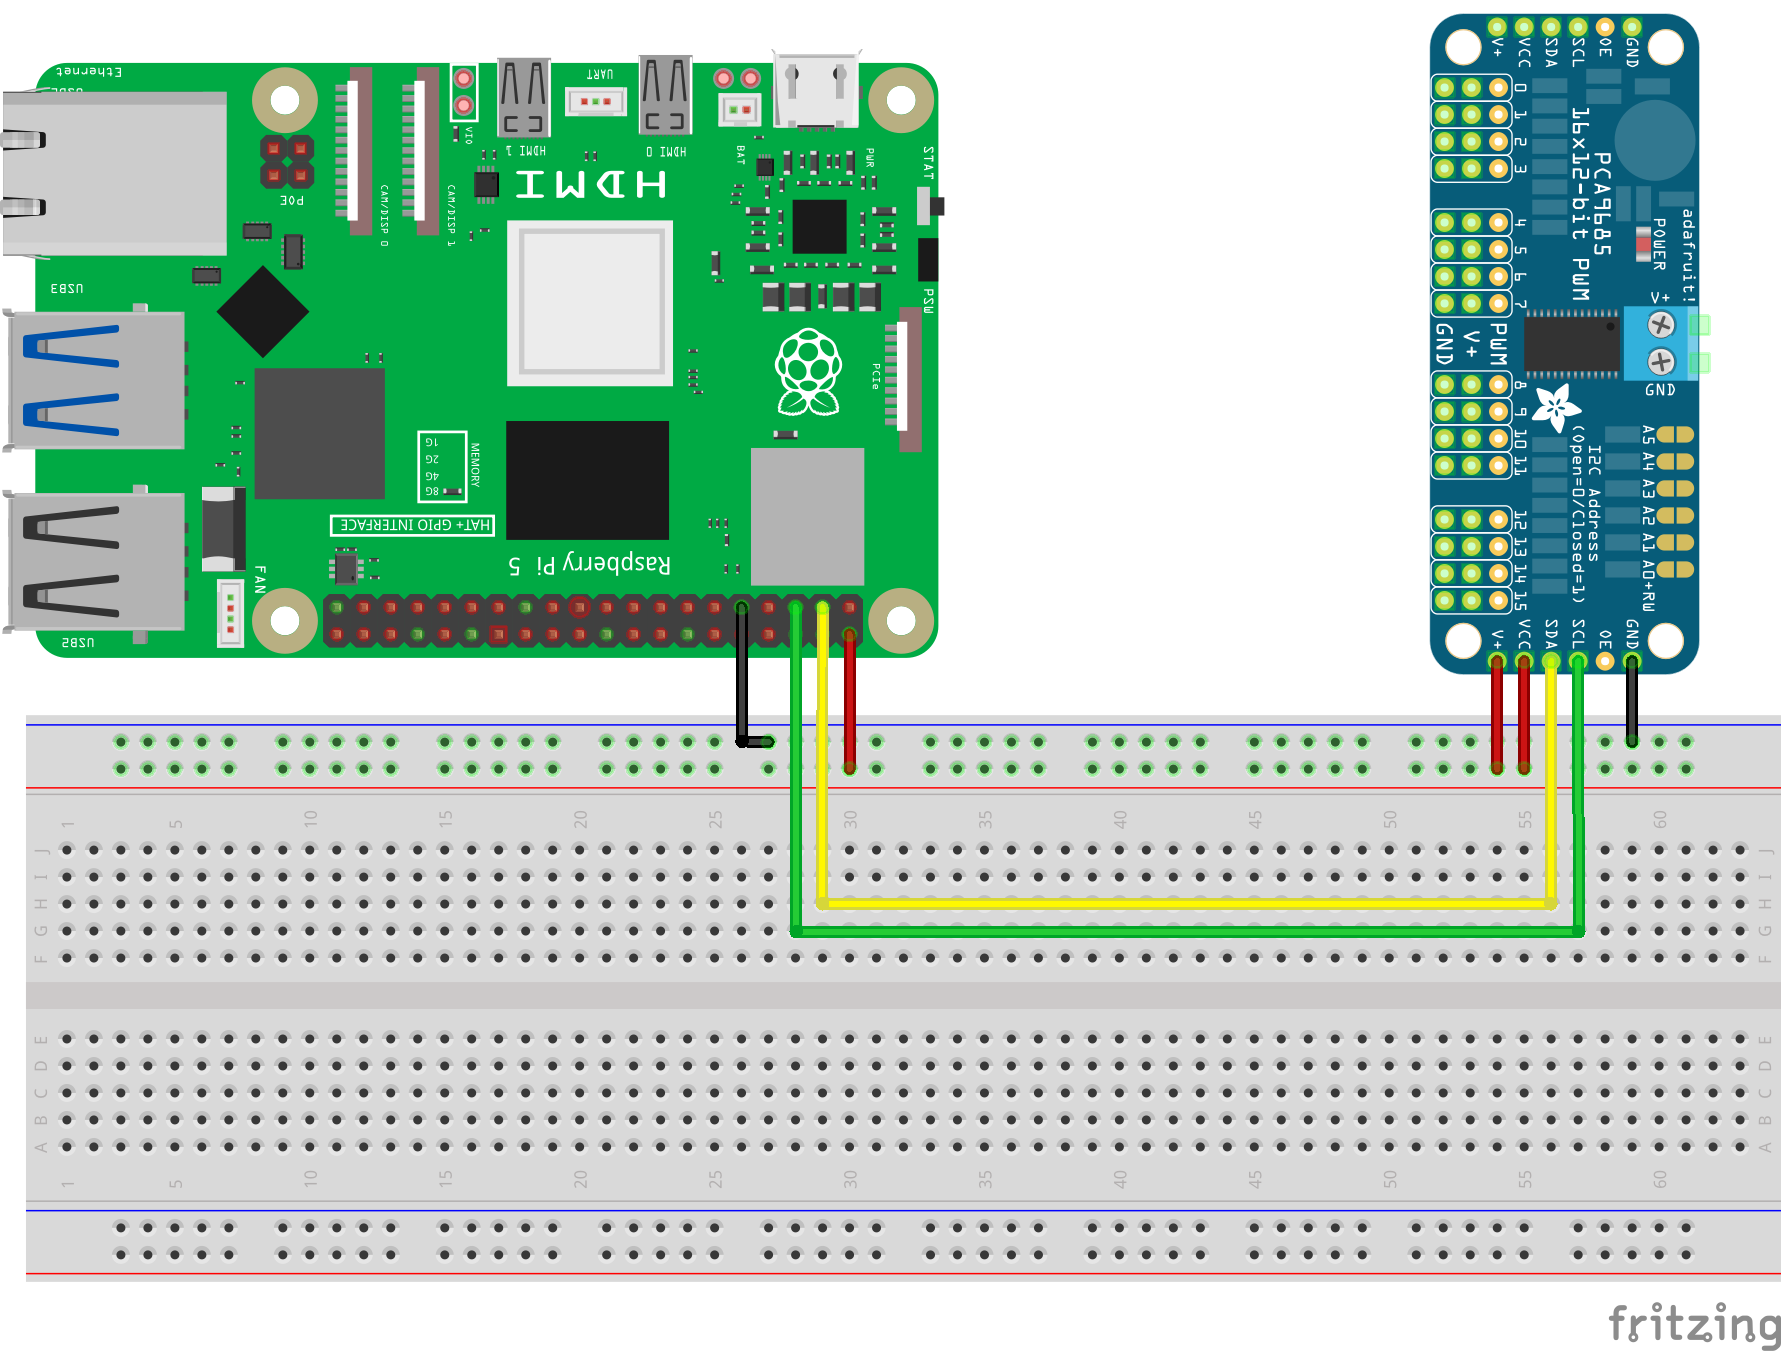 Ethernet
USB3
USB2
POE
CAM/DISP 0
CAM/DISP 1
VIO
HDMI 1
UART
HDMI 0
HDMI
BAT
PWR
STAT
PSW
PCIe
MEMORY
1G
2G
4G
8G
HAT+ GPIO INTERFACE
Raspberry Pi 5
FAN
V+
VCC
SDA
SCL
OE
GND
0
1
2
3
4
5
6
7
16x12-bit PWM
PCA9685
POWER
adafruit!
V+
GND
GND
V+
PWM
8
9
10
11
12
13
14
15
A5
A4
A3
A2
A1
A0+RW
I2C Address
(Open=0/Closed=1)
V+
VCC
SDA
SCL
OE
GND
1 5 10 15 20 25 30 35 40 45 50 55 60
J J
I I
H H
G G
F F
E E
D D
C C
B B
A A
1 5 10 15 20 25 30 35 40 45 50 55 60
fritzing